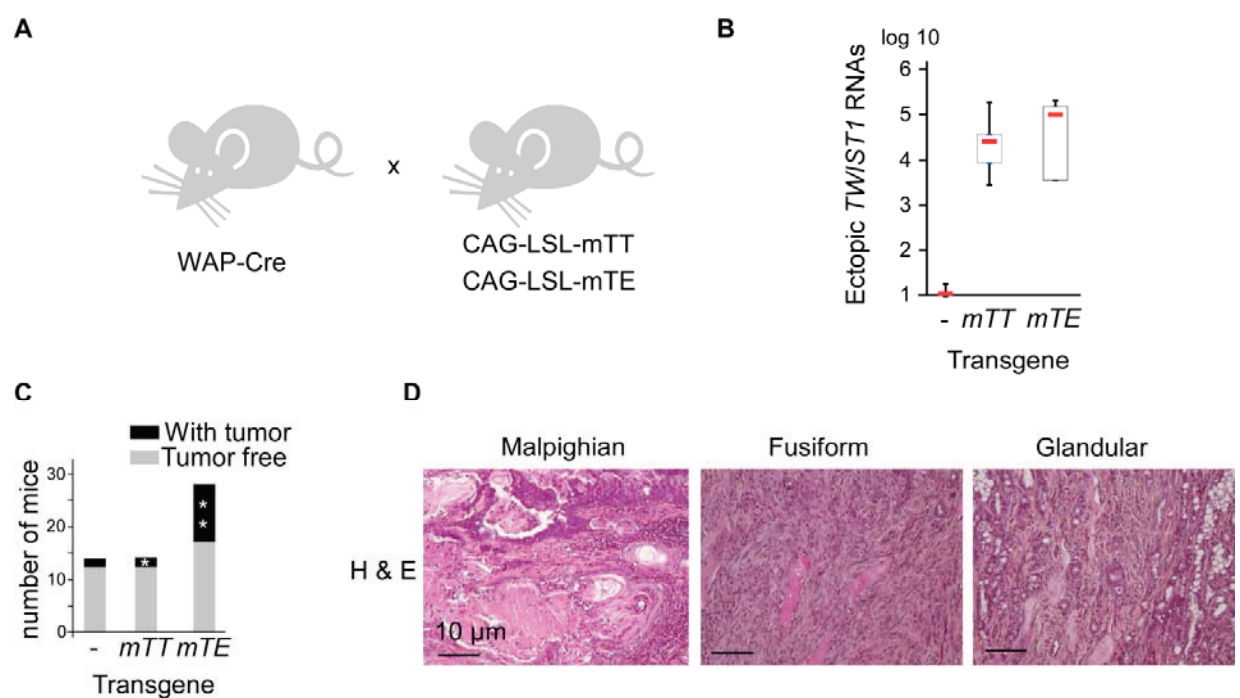 A
WAP-Cre
x
CAG-LSL-mTT
CAG-LSL-mTE
B
log 10
Ectopic TWIST1 RNAs
6
5
4
3
2
1
- mTT mTE
Transgene
C
With tumor
Tumor free
number of mice
30
20
10
0
* *
*
*
- mTT mTE
Transgene
D
Malpighian Fusiform Glandular
H & E
10 µm